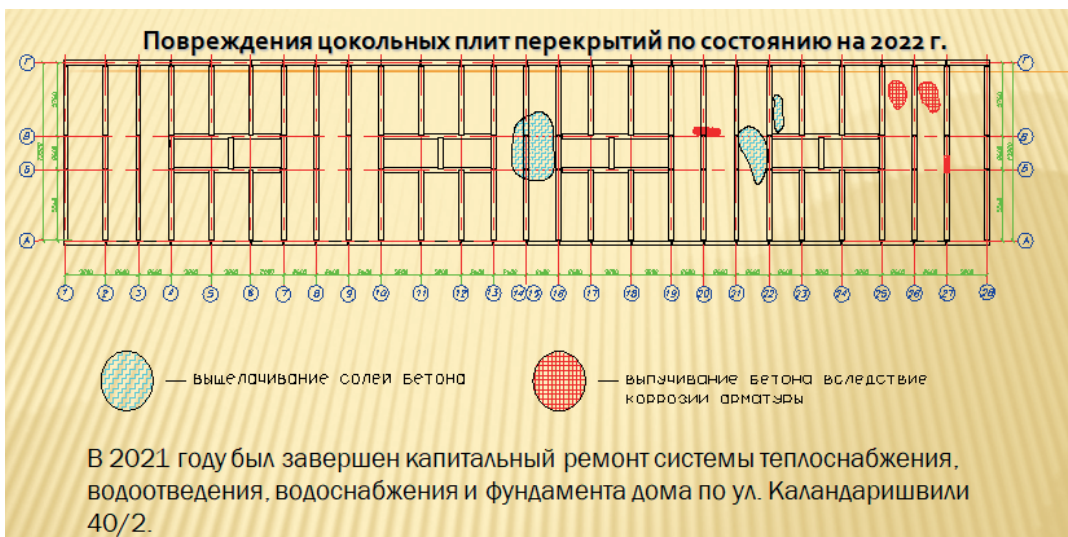 Повреждения цокольных плит перекрытий по состоянию на 2022 г.
Г
Г
В
Б
Б
Б
А
А
1 2 3 4 5 6 7 8 9 10 11 12 13 14 15 16 17 18 19 20 21 22 23 24 25 26 27 28
— выщелачивание солей бетона
— выпучивание бетона вследствие
коррозии арматуры
В 2021 году был завершен капитальный ремонт системы теплоснабжения,
водоотведения, водоснабжения и фундамента дома по ул. Каландаришвили
40/2.